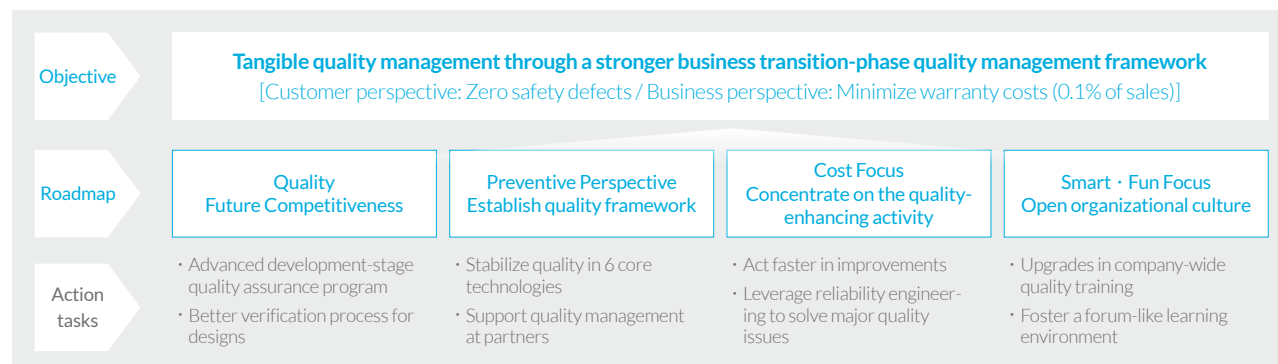 Objective
Tangible quality management through a stronger business transition-phase quality management framework
[Customer perspective: Zero safety defects / Business perspective: Minimize warranty costs (0.1% of sales)]
Roadmap
Quality
Future Competitiveness
Preventive Perspective
Establish quality framework
Cost Focus
Concentrate on the quality-
enhancing activity
Smart · Fun Focus
Open organizational culture
Action
tasks
· Advanced development-stage
quality assurance program
· Better verification process for
designs
· Stabilize quality in 6 core
technologies
· Support quality management
at partners
· Act faster in improvements
· Leverage reliability engineer-
ing to solve major quality
issues
· Upgrades in company-wide
quality training
· Foster a forum-like learning
environment